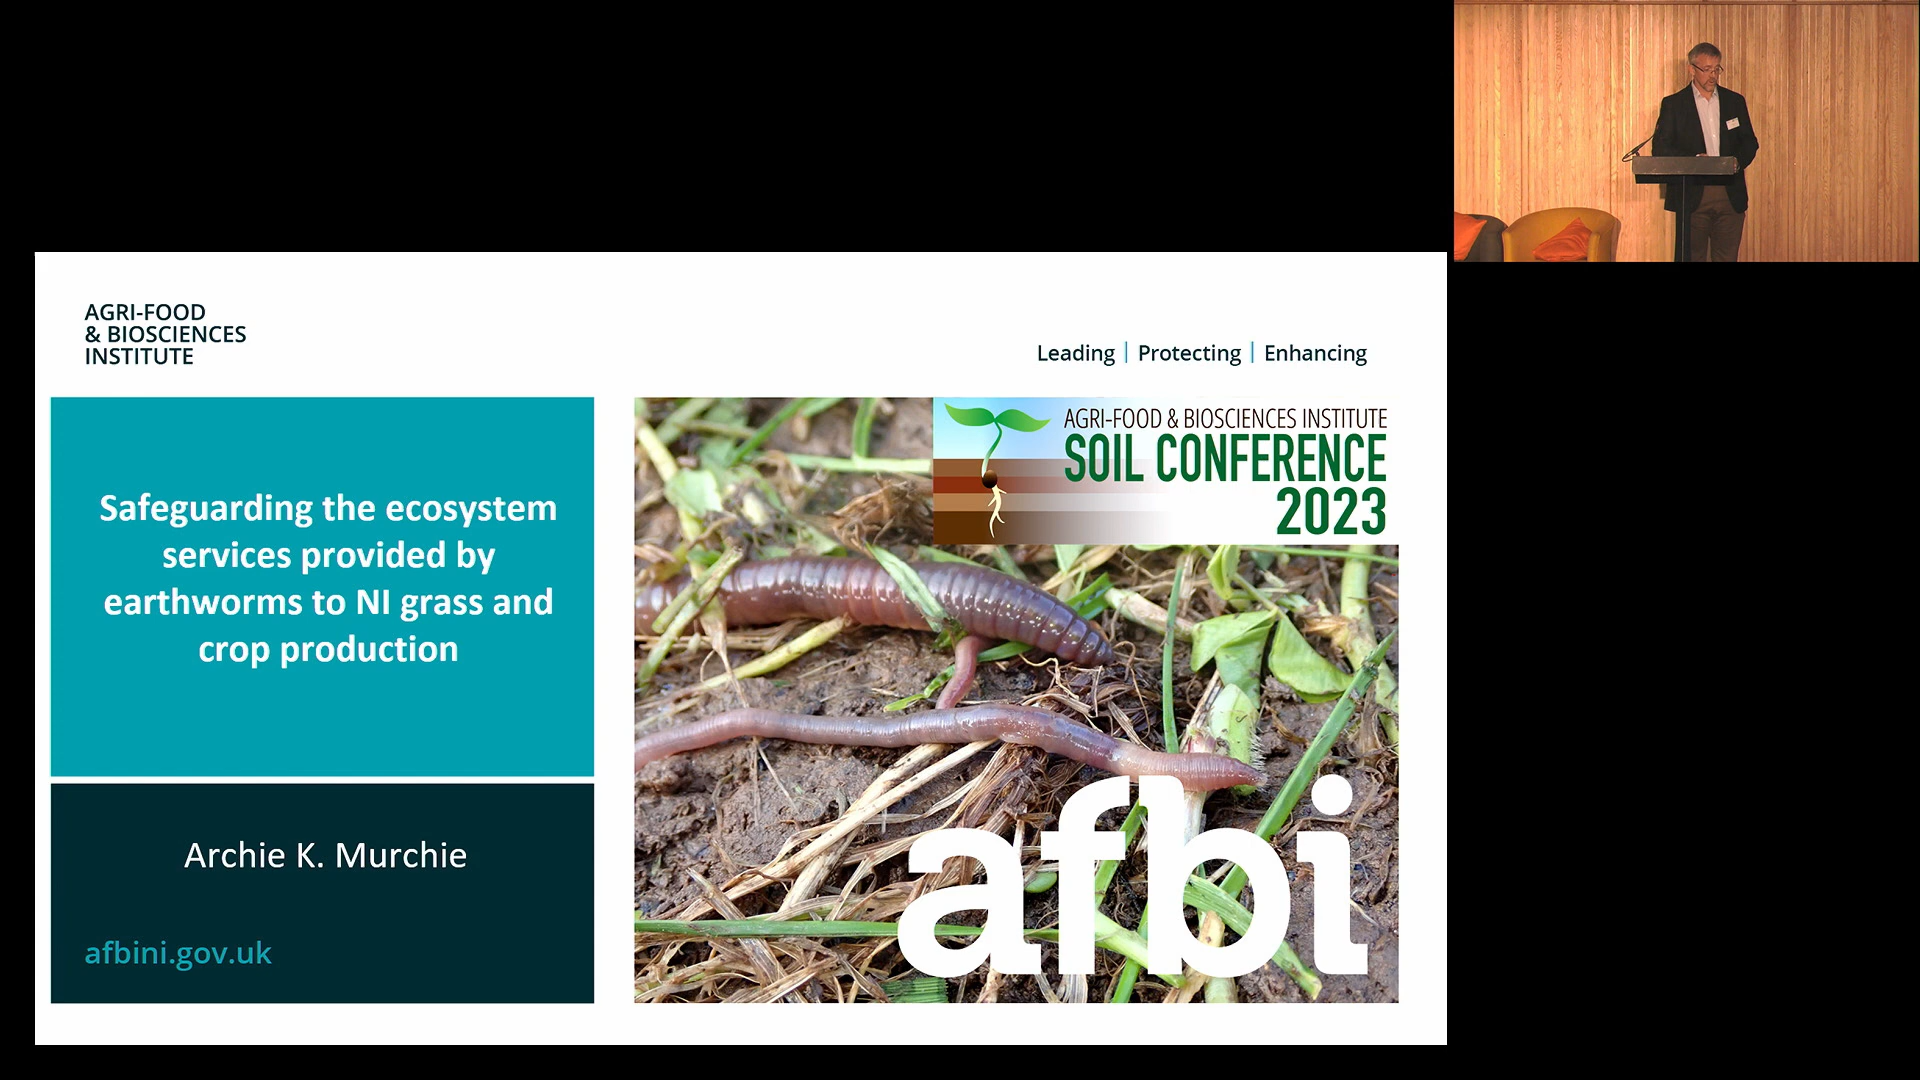 AGRI-FOOD
& BIOSCIENCES
INSTITUTE
Leading | Protecting | Enhancing
Safeguarding the ecosystem
services provided by
earthworms to NI grass and
crop production
Archie K. Murchie
afbini.gov.uk
AGRI-FOOD & BIOSCIENCES INSTITUTE
SOIL CONFERENCE
2023
afbi